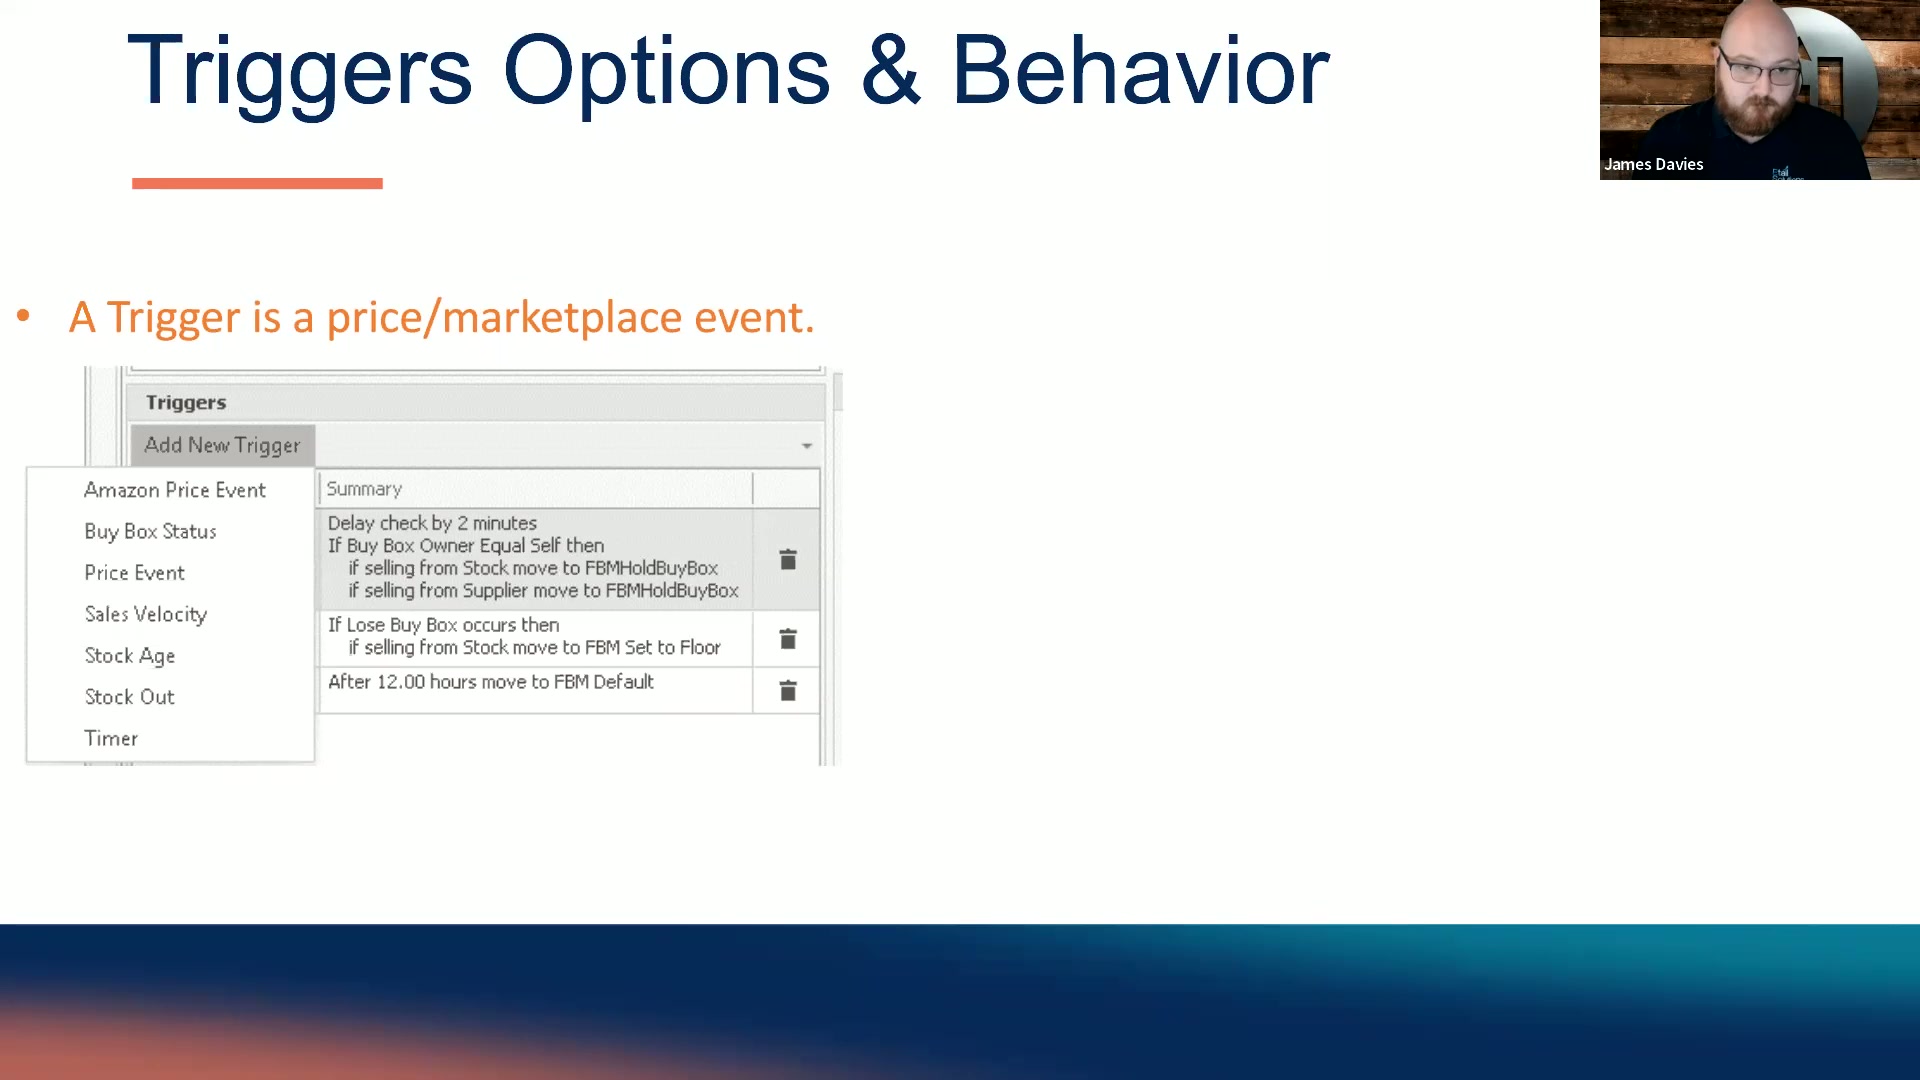 Triggers Options & Behavior
James Davies
• A Trigger is a price/marketplace event.
Triggers
Add New Trigger
Amazon Price Event
Buy Box Status
Price Event
Sales Velocity
Stock Age
Stock Out
Timer
Summary
Delay check by 2 minutes
If Buy Box Owner Equal Self then
if selling from Stock move to FBMHoldBuyBox
if selling from Supplier move to FBMHoldBuyBox
If Lose Buy Box occurs then
if selling from Stock move to FBM Set to Floor
After 12.00 hours move to FBM Default